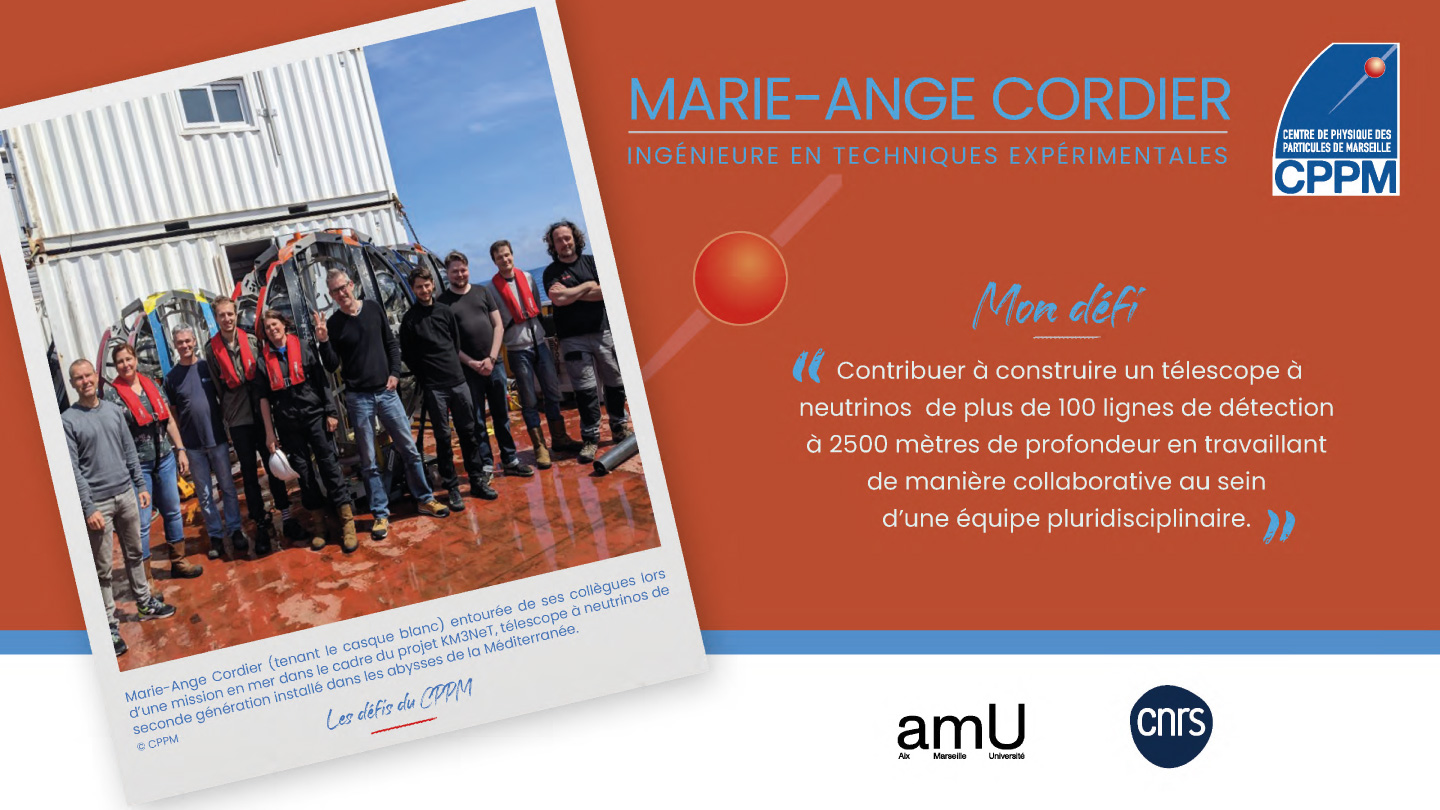 MARIE-ANGE CORDIER
INGÉNIEURE EN TECHNIQUES EXPÉRIMENTALES
CENTRE DE PHYSIQUE DES
PARTICULES DE MARSEILLE
CPPM
Mon défi
“ Contribuer à construire un télescope à
neutrinos de plus de 100 lignes de détection
à 2500 mètres de profondeur en travaillant
de manière collaborative au sein
d’une équipe pluridisciplinaire. ”
Marie-Ange Cordier (tenant le casque blanc) entourée de ses collègues lors
d’une mission en mer dans le cadre du projet KM3NeT, télescope à neutrinos de
seconde génération installé dans les abysses de la Méditerranée.
© CPPM
Les défis du CPPM
amU
Aix Marseille Université
cnrs